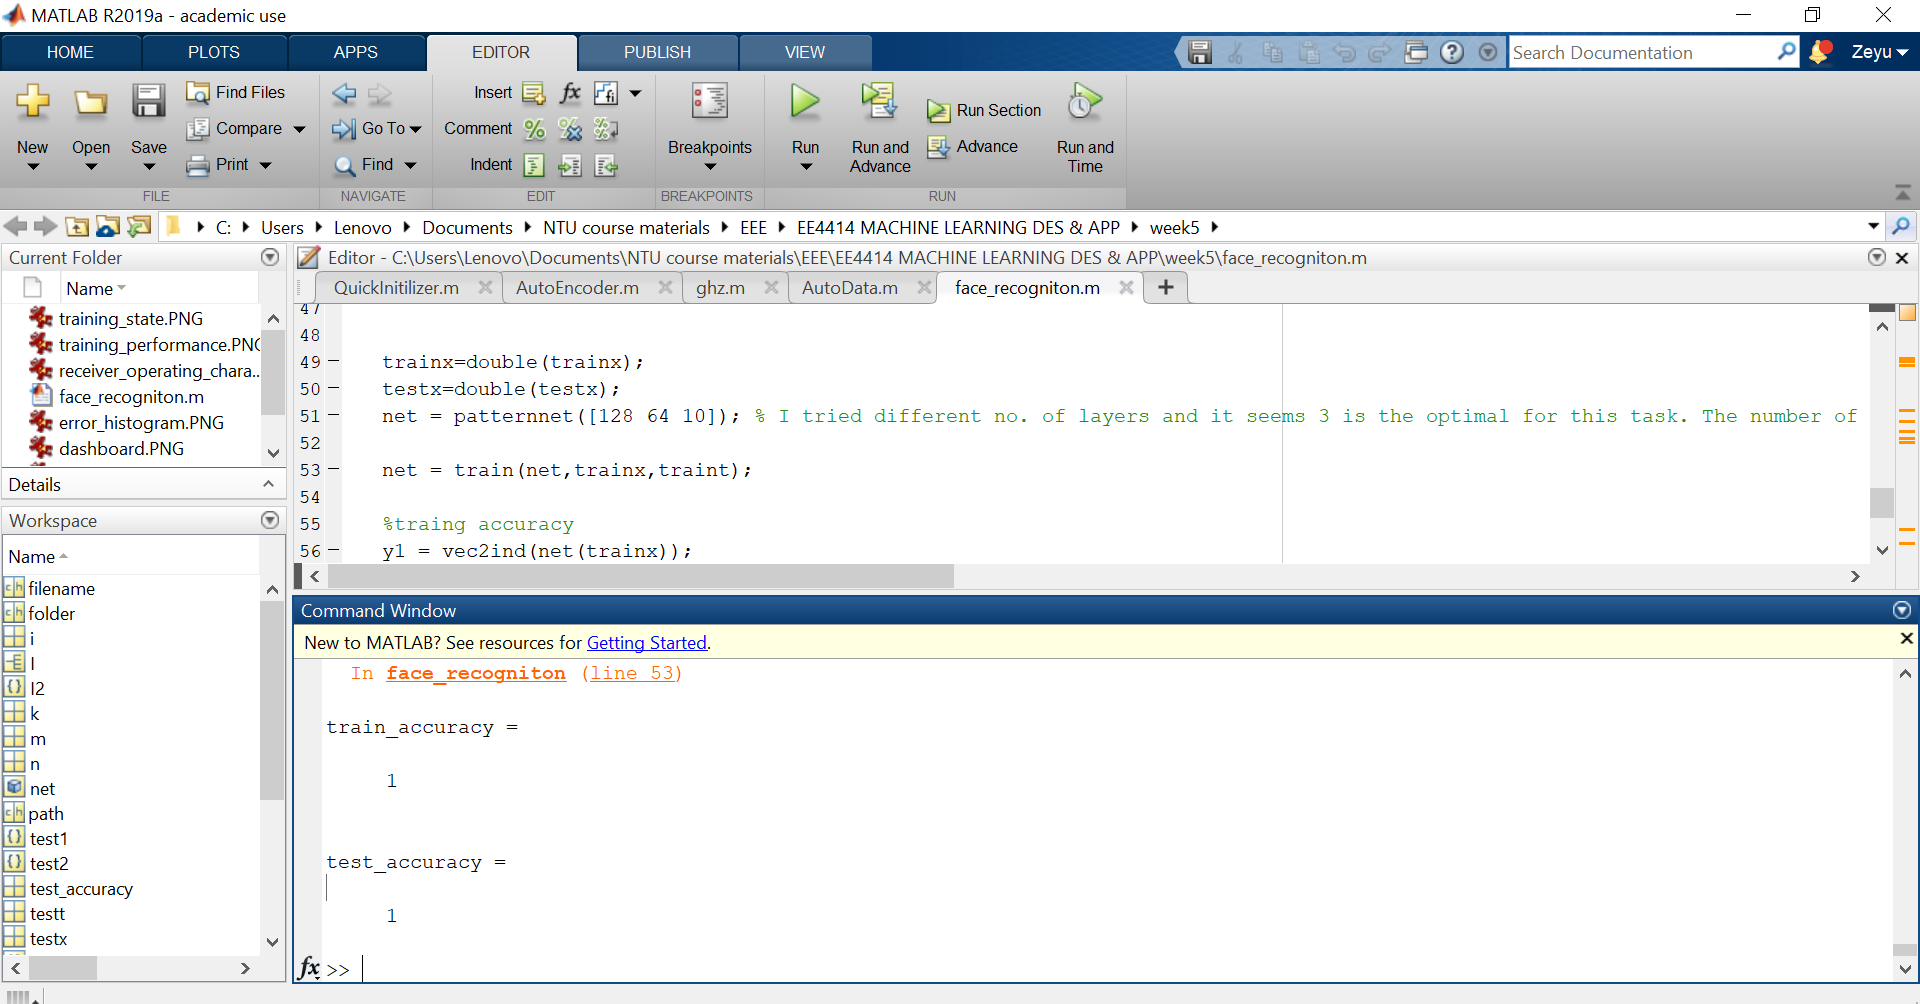 MATLAB R2019a - academic use
HOME PLOTS APPS EDITOR PUBLISH VIEW
Search Documentation
Zeyu
New
Open
Save
Find Files
Compare
Print
FILE
Go To
Find
NAVIGATE
Insert
Comment
Indent
EDIT
Breakpoints
BREAKPOINTS
Run
Run and
Advance
Run Section
Advance
Run and
Time
RUN
C: Users Lenovo Documents NTU course materials EEE EE4414 MACHINE LEARNING DES & APP week5
Current Folder
Name
training_state.PNG
training_performance.PNG
receiver_operating_chara...
face_recogniton.m
error_histogram.PNG
dashboard.PNG
Details
Workspace
Name
filename
folder
i
I
I2
k
m
n
net
path
test1
test2
test_accuracy
testt
testx
Editor - C:\Users\Lenovo\Documents\NTU course materials\EEE\EE4414 MACHINE LEARNING DES & APP\week5\face_recogniton.m
QuickInitilizer.m AutoEncoder.m ghz.m AutoData.m face_recogniton.m
47
48
49 trainx=double(trainx);
50 testx=double(testx);
51 net = patternnet([128 64 10]); % I tried different no. of layers and it seems 3 is the optimal for this task. The number of
52
53 net = train(net,trainx,traint);
54
55 %traing accuracy
56 y1 = vec2ind(net(trainx));
Command Window
New to MATLAB? See resources for Getting Started.
In face_recogniton (line 53)
train_accuracy =
1
test_accuracy =
1
fx >>